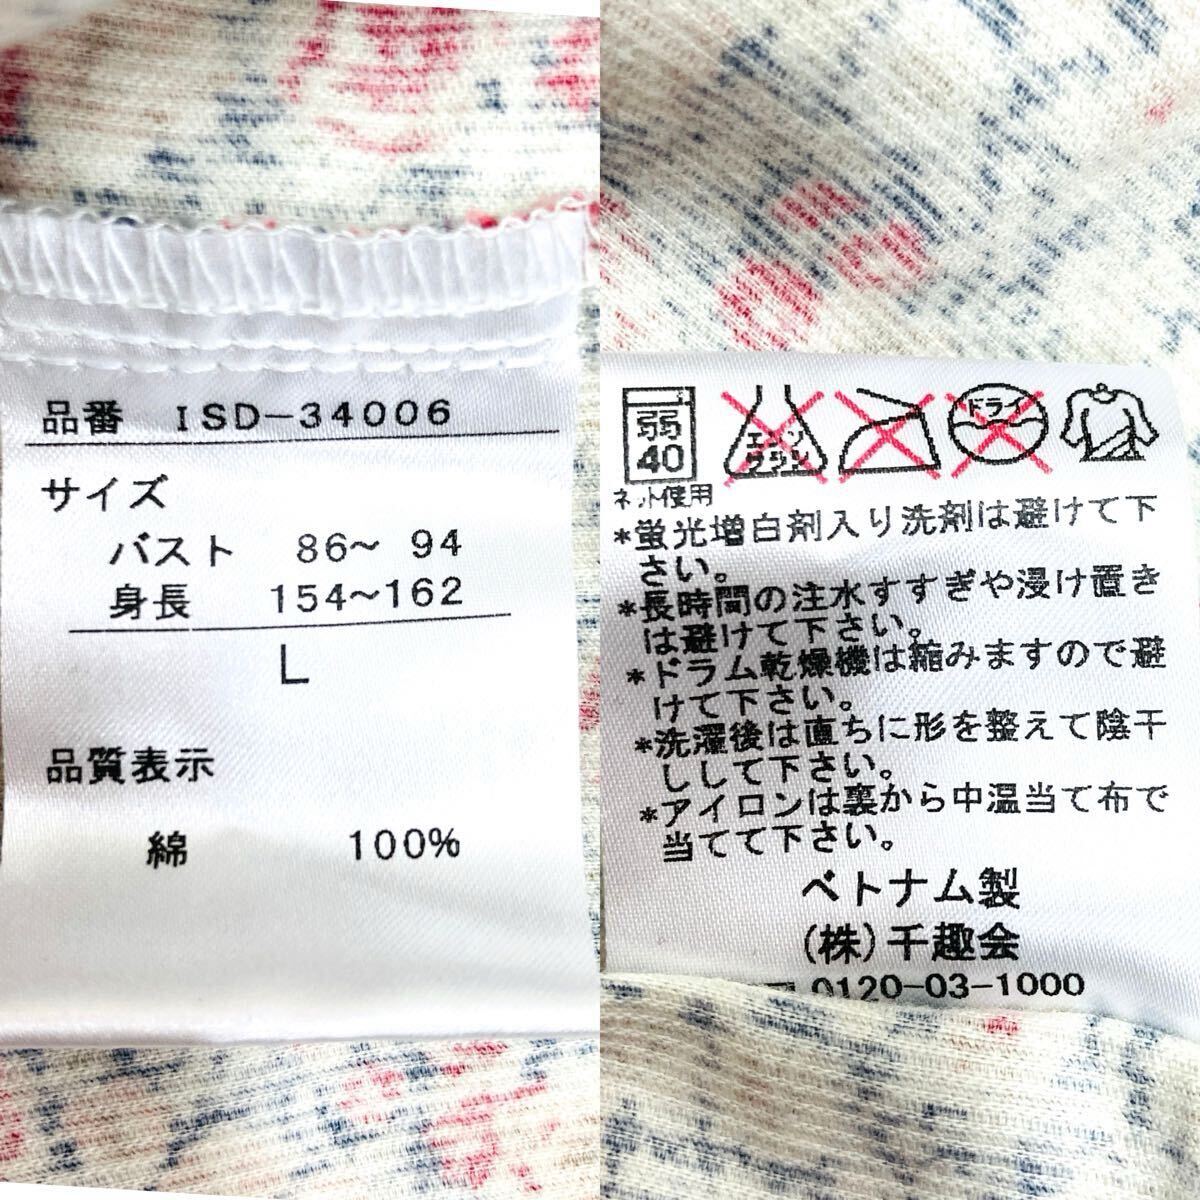 品番 ISD-34006
サイズ
バスト 86~ 94
身長 154~162
L
品質表示
綿 100%
弱
40
ネット使用
エンソ
サラシ
ドライ
*蛍光増白剤入り洗剤は避けて下
さい。
*長時間の注水すすぎや浸け置き
は避けて下さい。
*ドラム乾燥機は縮みますので避
けて下さい。
*洗濯後は直ちに形を整えて陰干
しして下さい。
*アイロンは裏から中温当て布で
当てて下さい。
ベトナム製
(株)千趣会
0120-03-1000